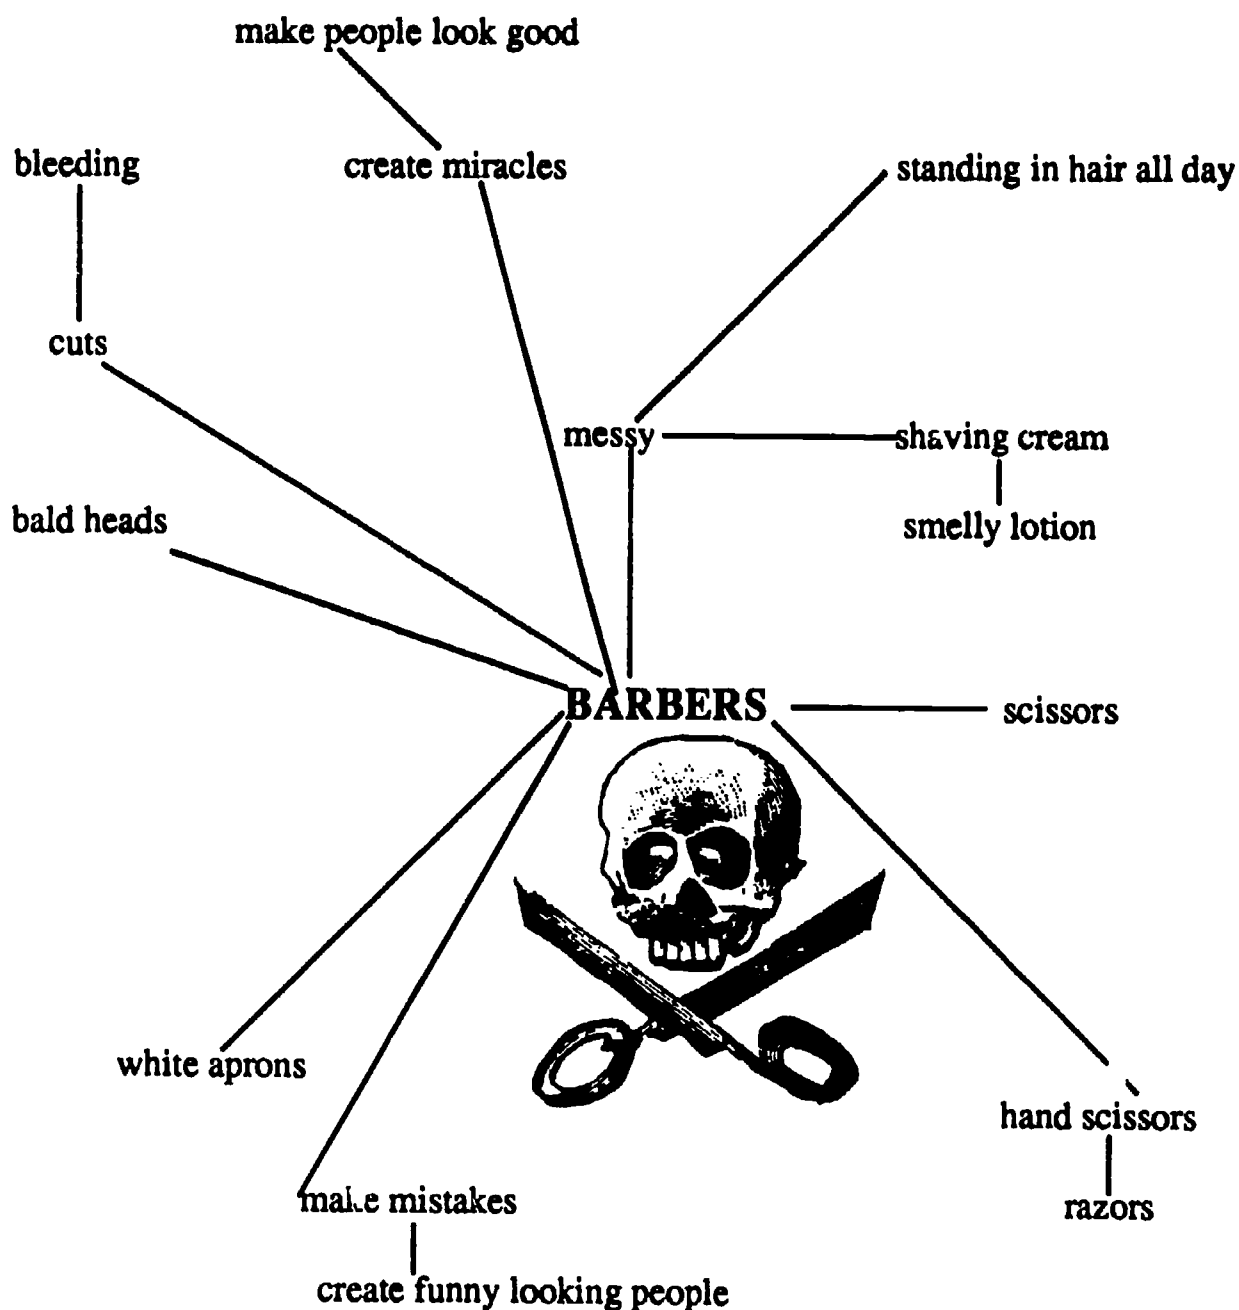 make people look good
bleeding
create miracles
standing in hair all day
cuts
messy
shaving cream
bald heads
smelly lotion
BARBERS
scissors
white aprons
hand scissors
make mistakes
razors
create funny looking people